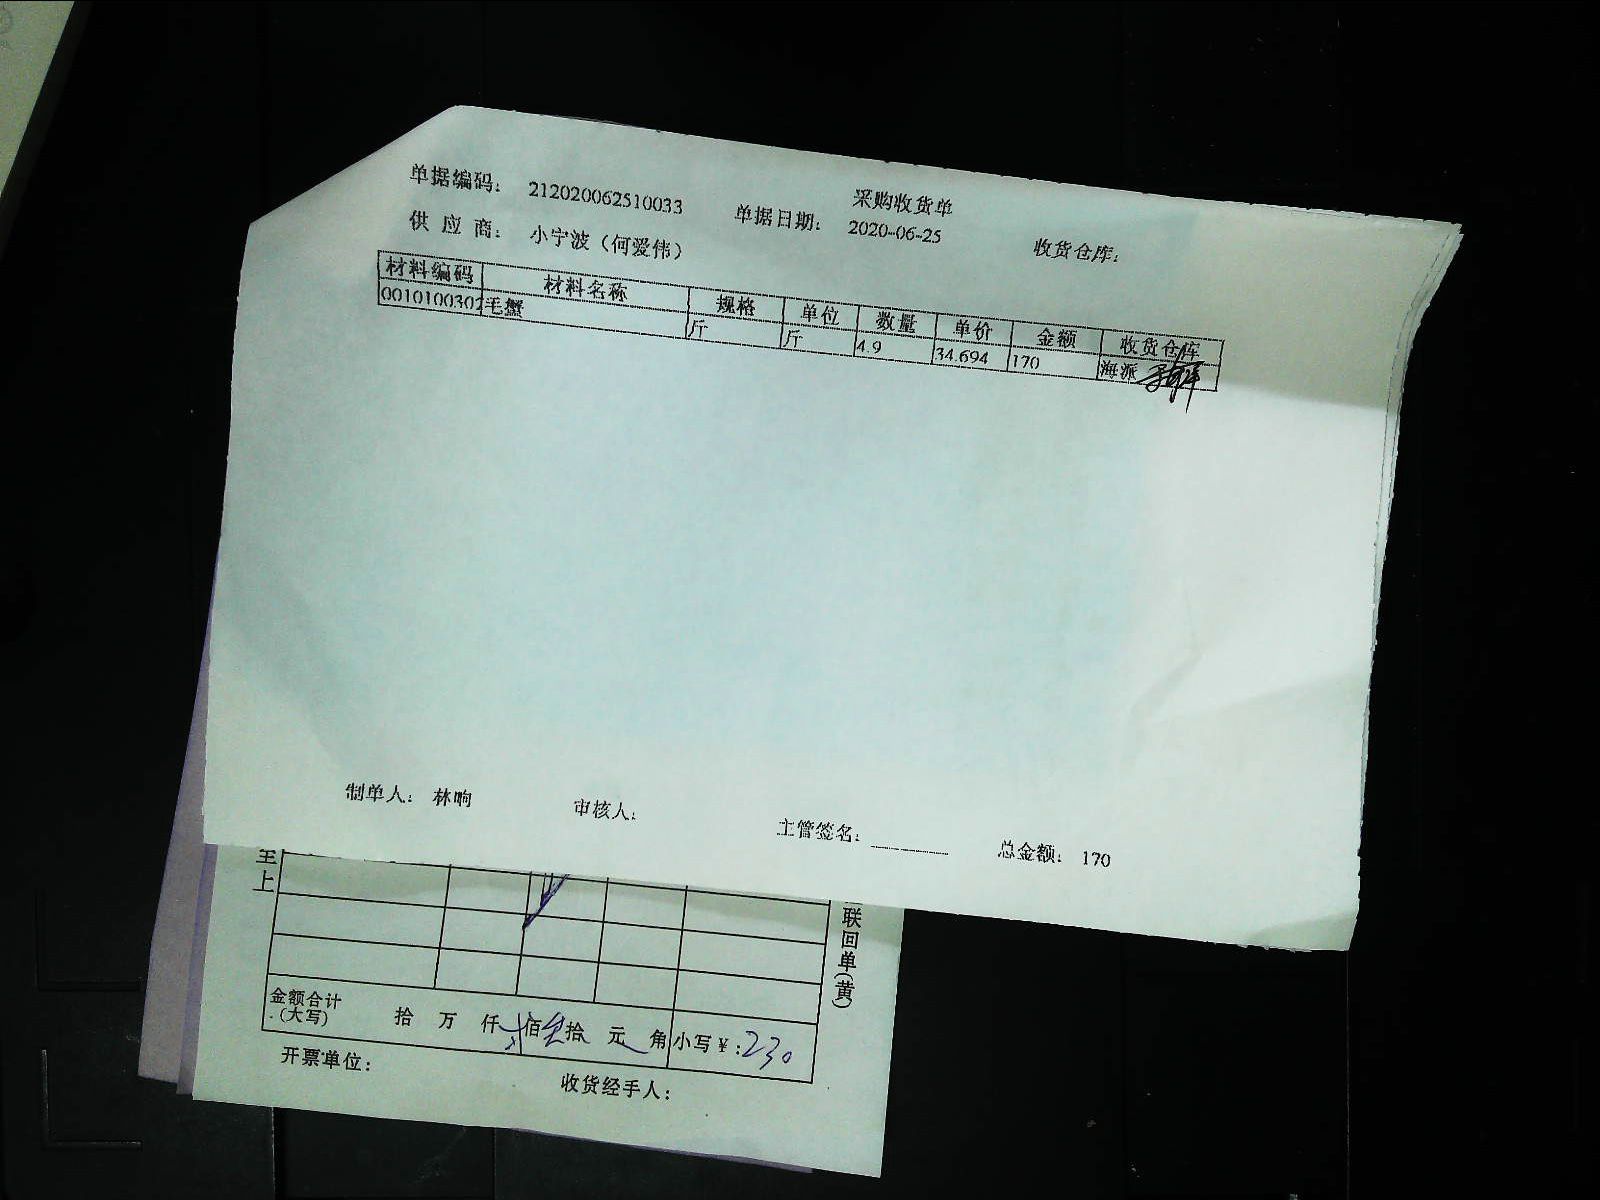 采购收货单
单据编码： 212020062510033 单据日期： 2020-06-25 收货仓库：
供 应 商： 小宁波（何爱伟）
材料编码 材料名称 规格 单位 数量 单价 金额 收货仓库
0010100302 毛蟹 斤 斤 4.9 34.694 170 海派
制单人： 林响 审核人： 主管签名： 总金额： 170
上
联回单(黄)
金额合计
(大写) 拾 万 仟 佰 拾 元 角 小写￥:230
开票单位： 收货经手人：